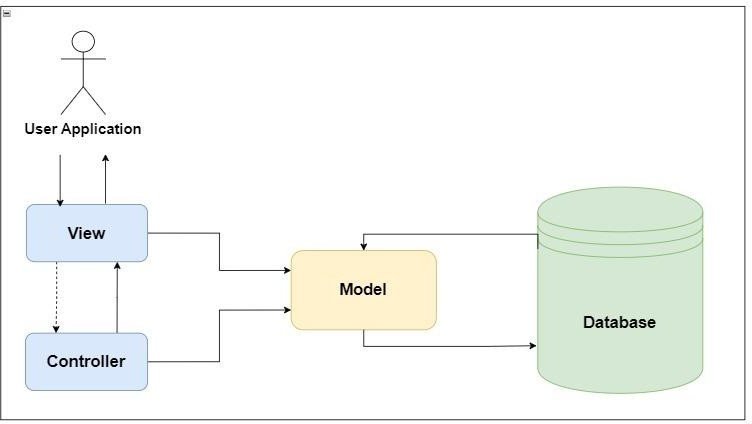 User Application
View
Model
Database
Controller